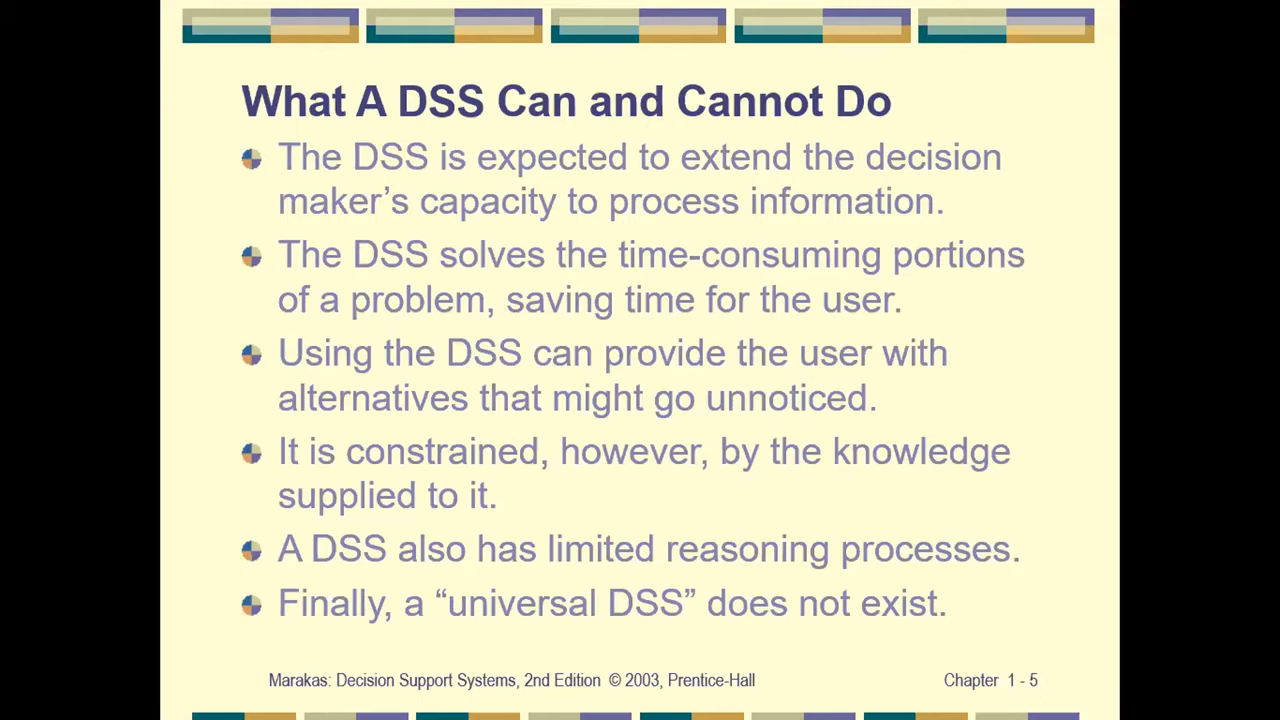 What A DSS Can and Cannot Do
The DSS is expected to extend the decision
maker’s capacity to process information.
The DSS solves the time-consuming portions
of a problem, saving time for the user.
Using the DSS can provide the user with
alternatives that might go unnoticed.
It is constrained, however, by the knowledge
supplied to it.
A DSS also has limited reasoning processes.
Finally, a “universal DSS” does not exist.
Marakas: Decision Support Systems, 2nd Edition © 2003, Prentice-Hall
Chapter 1 - 5